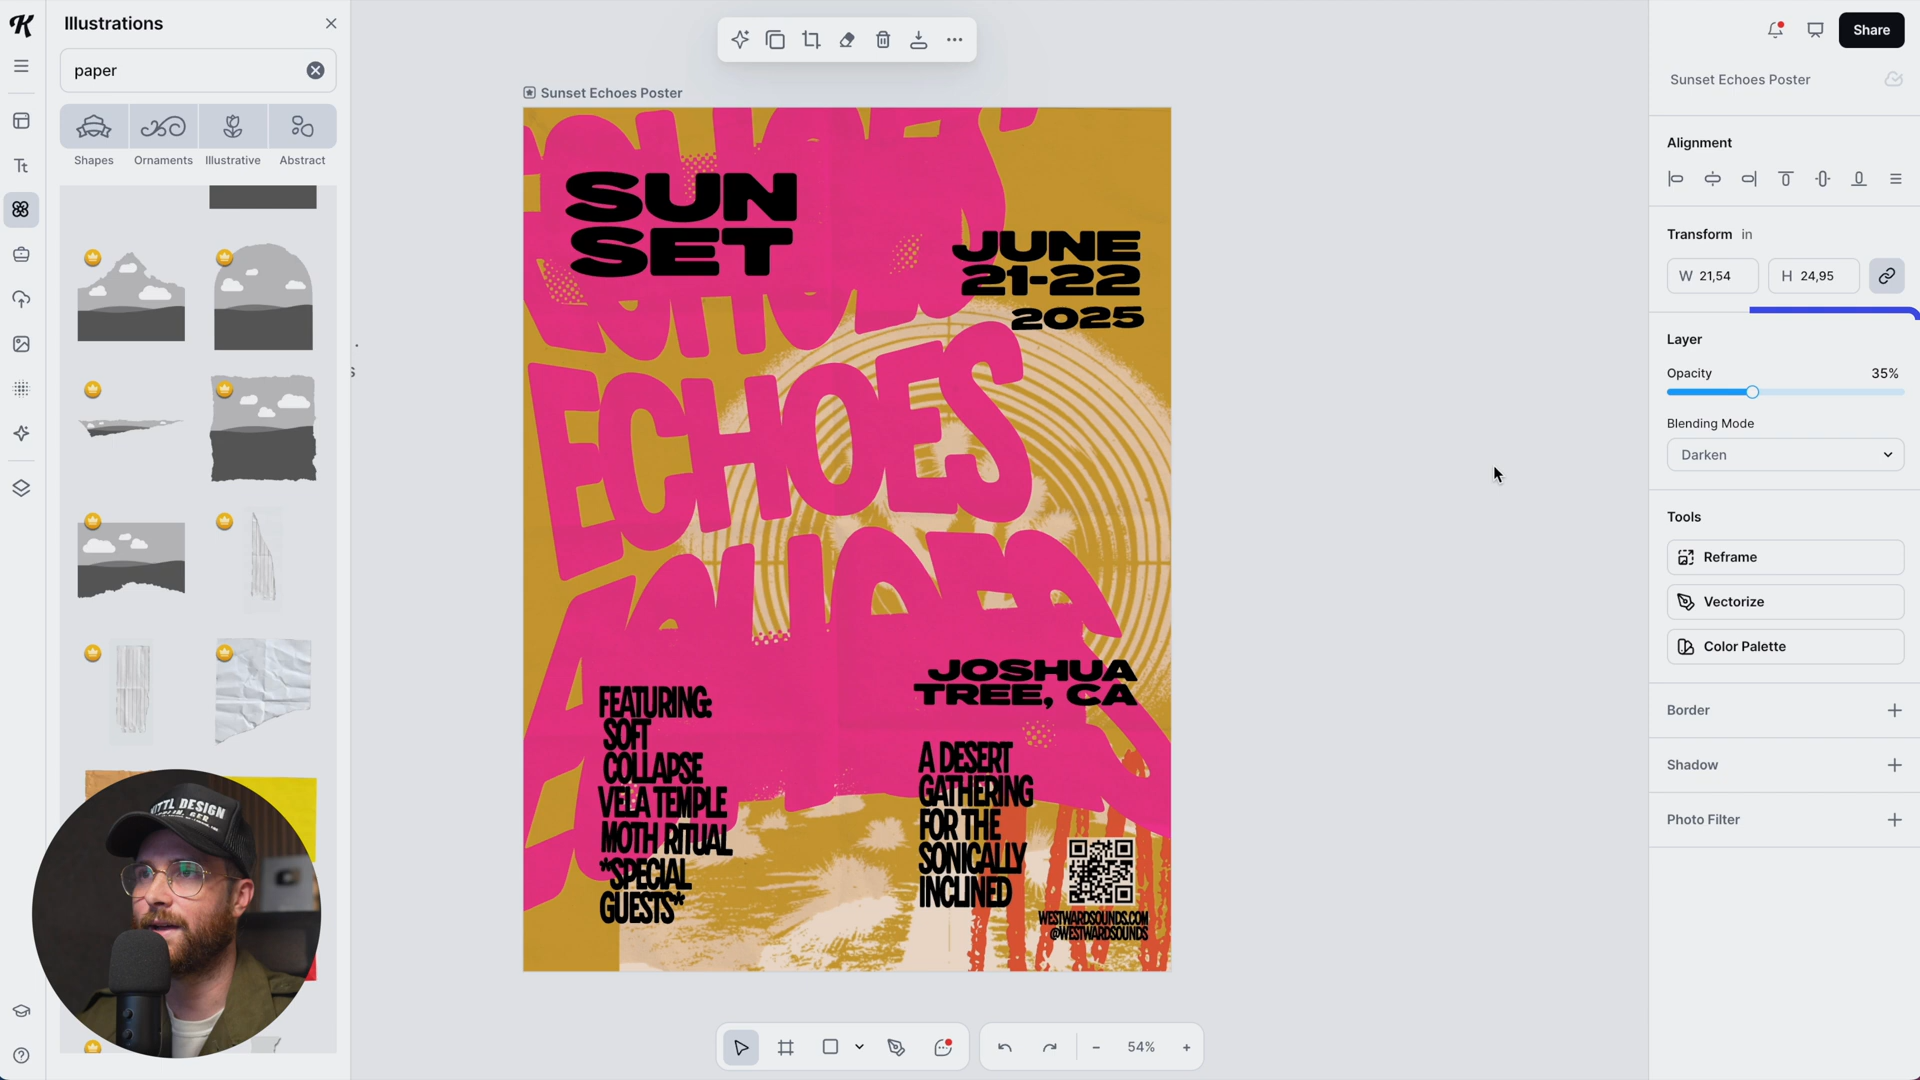 Illustrations
paper
Shapes
Ornaments
Illustrative
Abstract
Tt
Sunset Echoes Poster
SUN
SET
JUNE
21-22
2025
ECHOES
JOSHUA
TREE, CA
FEATURING:
SOFT
COLLAPSE
VELA TEMPLE
MOTH RITUAL
*SPECIAL
GUESTS*
A DESERT
GATHERING
FOR THE
SONICALLY
INCLINED
WESTWARDSOUNDS.COM
@WESTWARDSOUNDS
54%
Share
Sunset Echoes Poster
Alignment
Transform in
W 21,54
H 24,95
Layer
Opacity 35%
Blending Mode
Darken
Tools
Reframe
Vectorize
Color Palette
Border
Shadow
Photo Filter